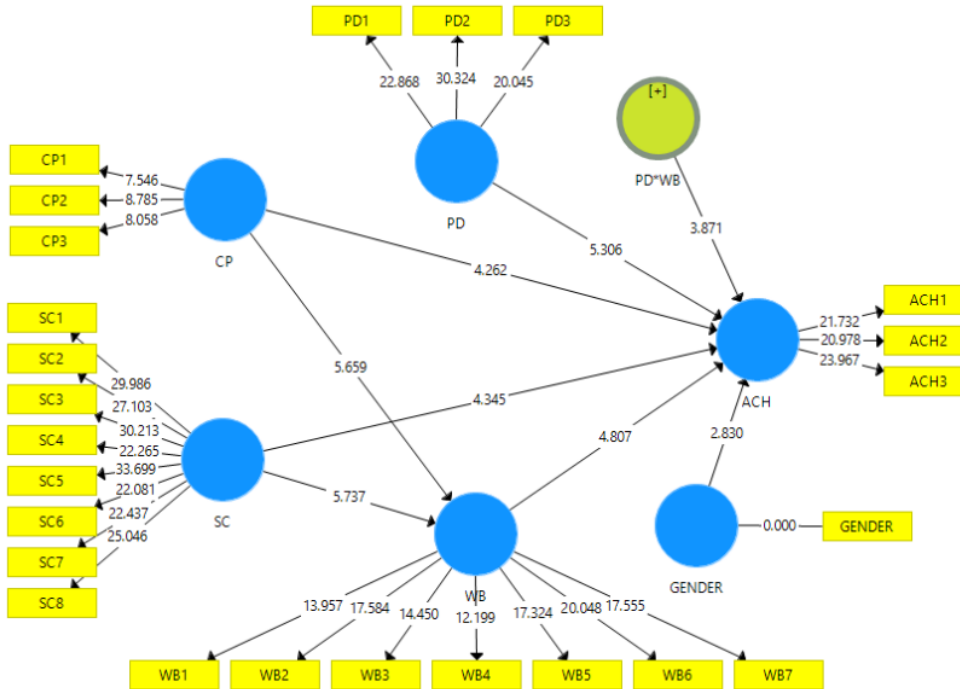 PD1 PD2 PD3
22.868 30.324 20.045
[+]
PD*WB
PD
CP1
CP2
CP3
7.546
8.785
8.058
CP
5.306
3.871
4.262
ACH1
ACH2
ACH3
21.732
20.978
23.967
ACH
5.659
SC1
SC2
SC3
SC4
SC5
SC6
SC7
SC8
29.986
27.103
30.213
22.265
33.699
22.081
22.437
25.046
SC
4.345
5.737
4.807
2.830
0.000
GENDER
GENDER
WB
13.957 17.584 14.450 12.199 17.324 20.048 17.555
WB1 WB2 WB3 WB4 WB5 WB6 WB7